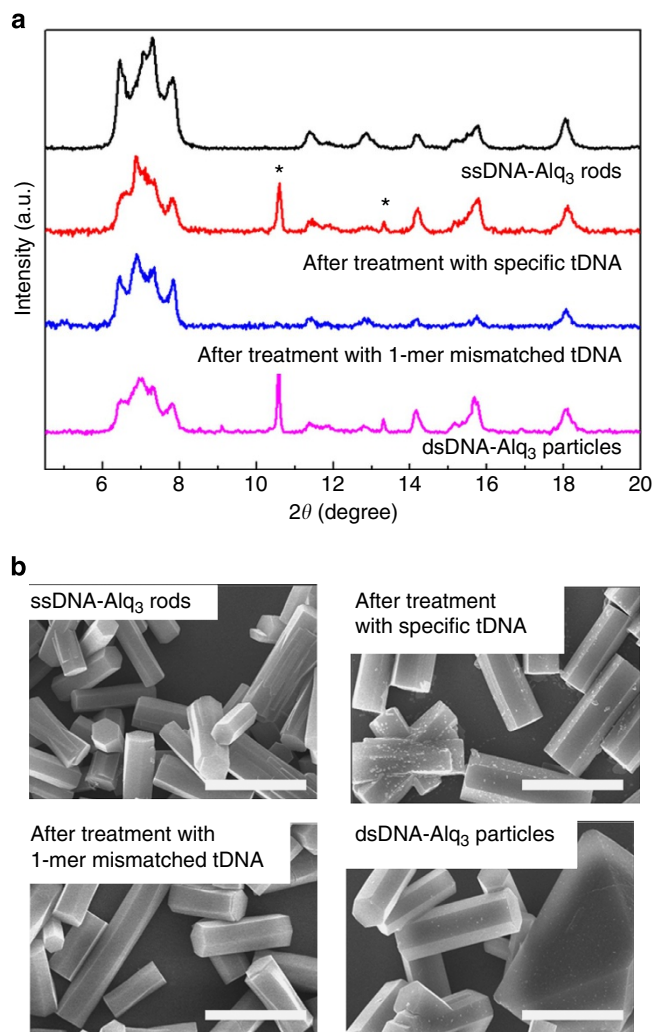 a
Intensity (a.u.)
ssDNA-Alq₃ rods
*
*
After treatment with specific tDNA
After treatment with 1-mer mismatched tDNA
dsDNA-Alq₃ particles
6 8 10 12 14 16 18 20
2θ (degree)
b
ssDNA-Alq₃ rods
After treatment
with specific tDNA
After treatment with
1-mer mismatched tDNA
dsDNA-Alq₃ particles